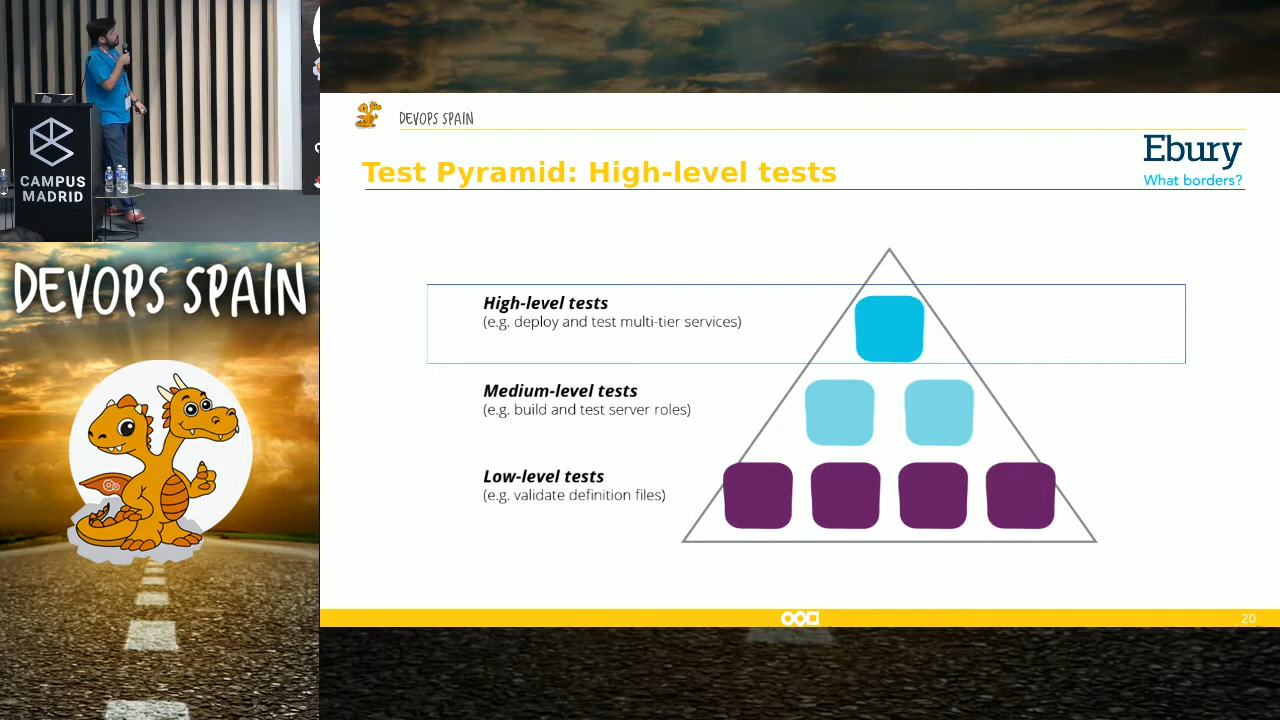 CAMPUS
MADRID
DEVOPS SPAIN
DEVOPS SPAIN
Ebury
What borders?
Test Pyramid: High-level tests
High-level tests
(e.g. deploy and test multi-tier services)
Medium-level tests
(e.g. build and test server roles)
Low-level tests
(e.g. validate definition files)
20